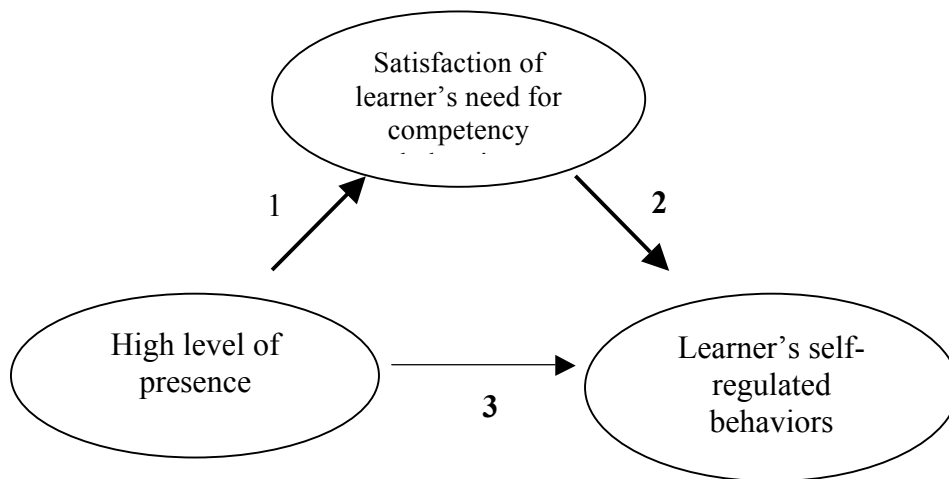 Satisfaction of
learner’s need for
competency
1
2
High level of
presence
3
Learner’s self-
regulated
behaviors